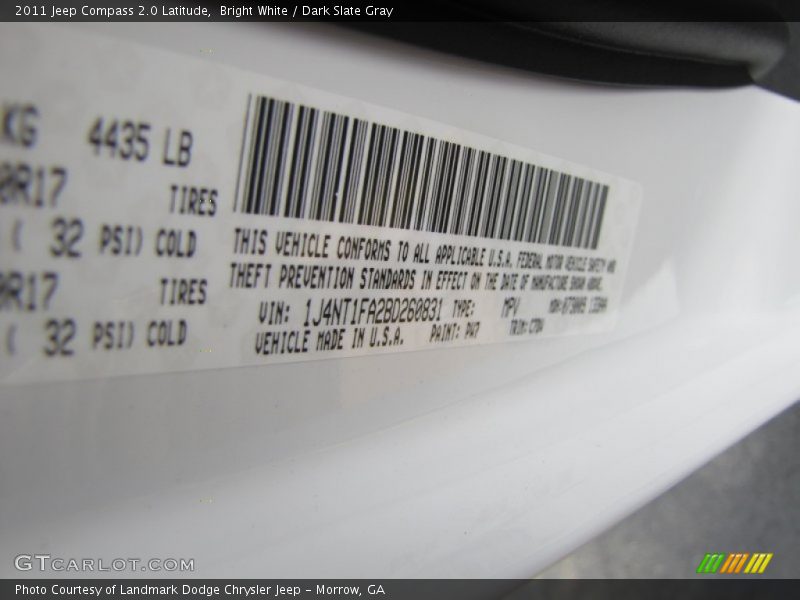 2011 Jeep Compass 2.0 Latitude,  Bright White / Dark Slate Gray
KG 4435 LB
0R17 TIRES
( 32 PSI) COLD
0R17 TIRES
( 32 PSI) COLD
THIS VEHICLE CONFORMS TO ALL APPLICABLE U.S.A. FEDERAL MOTOR VEHICLE SAFETY AND
THEFT PREVENTION STANDARDS IN EFFECT ON THE DATE OF MANUFACTURE SHOWN ABOVE.
VIN: 1J4NT1FA2BD260831 TYPE: MPV
VEHICLE MADE IN U.S.A. PAINT: PW7 TRIM:
GTCARLOT.COM
Photo Courtesy of Landmark Dodge Chrysler Jeep – Morrow, GA